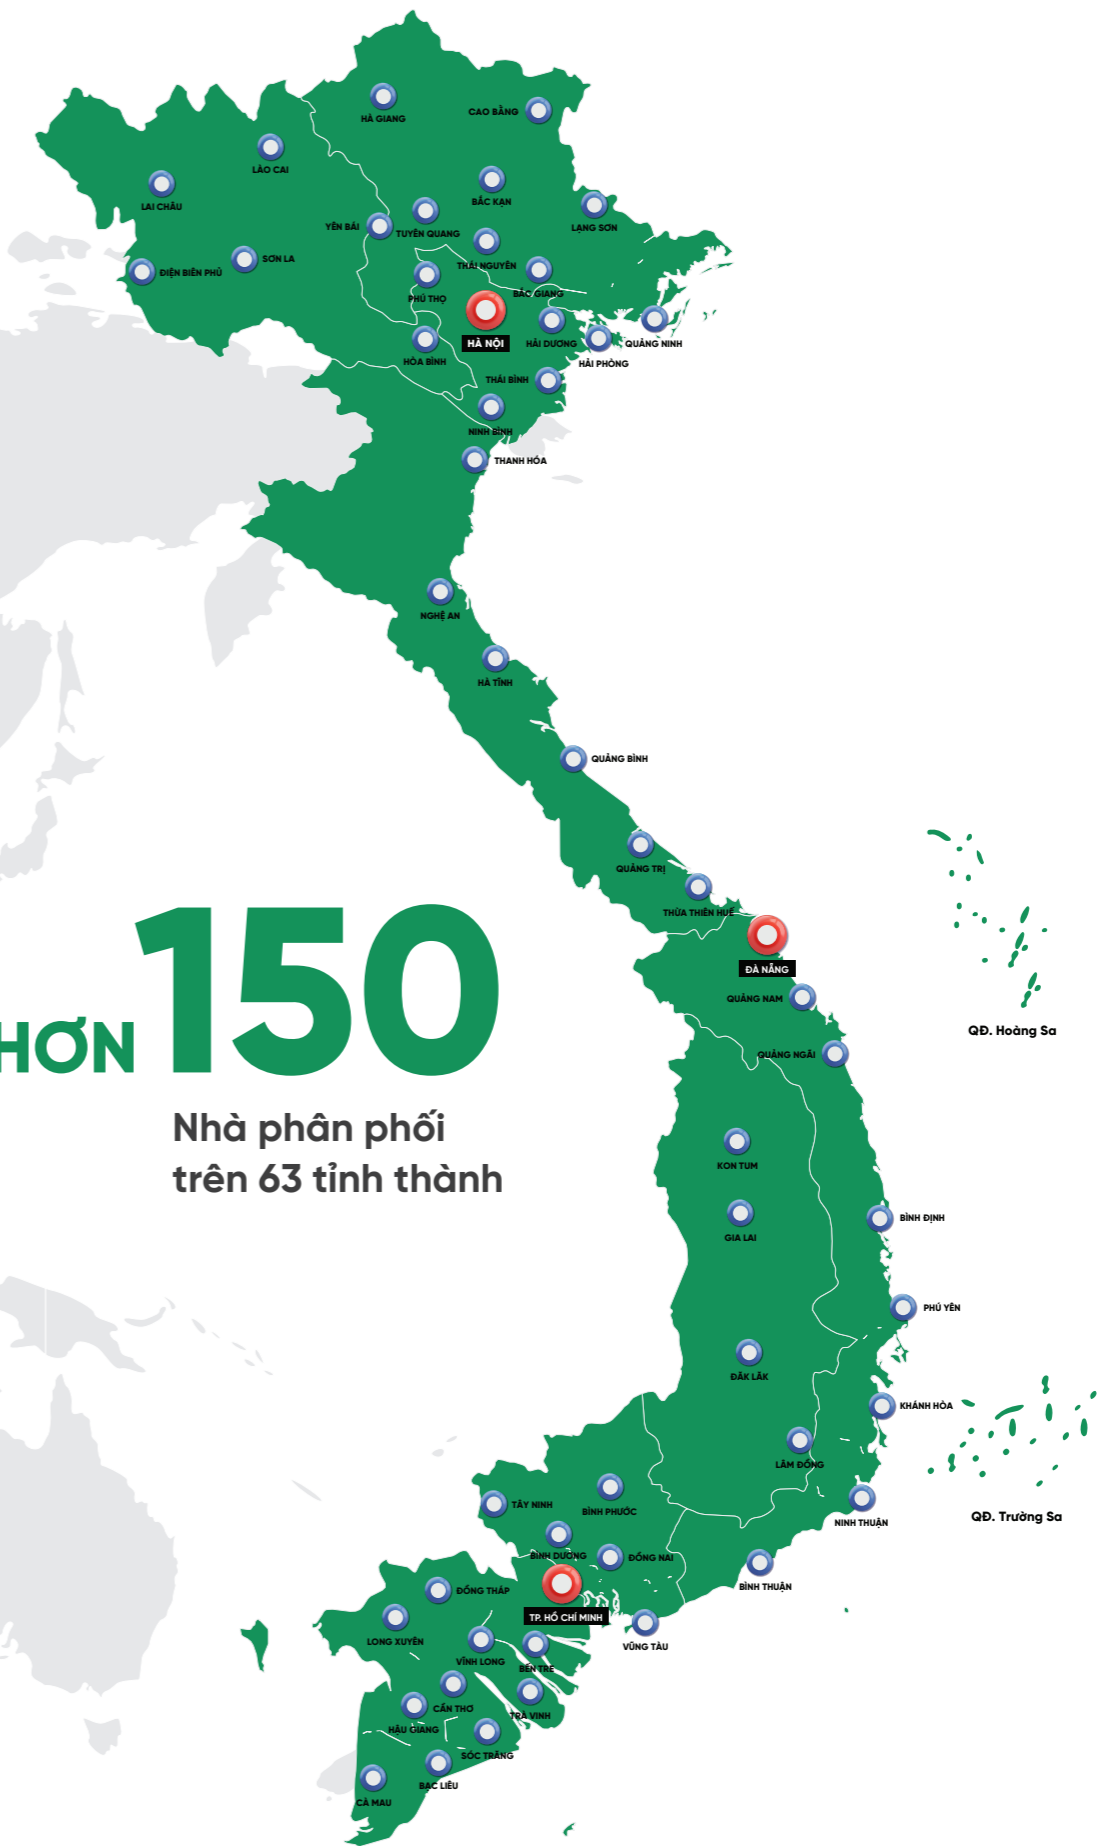 HÀ GIANG
CAO BẰNG
LÀO CAI
LAI CHÂU
BẮC KẠN
LẠNG SƠN
YÊN BÁI
TUYÊN QUANG
THÁI NGUYÊN
SƠN LA
ĐIỆN BIÊN PHỦ
PHÚ THỌ
BẮC GIANG
HÀ NỘI
HẢI DƯƠNG
QUẢNG NINH
HÒA BÌNH
HẢI PHÒNG
THÁI BÌNH
NINH BÌNH
THANH HÓA
NGHỆ AN
HÀ TĨNH
QUẢNG BÌNH
QUẢNG TRỊ
THỪA THIÊN HUẾ
ĐÀ NẴNG
QUẢNG NAM
QĐ. Hoàng Sa
HƠN 150
QUẢNG NGÃI
Nhà phân phối
trên 63 tỉnh thành
KON TUM
BÌNH ĐỊNH
GIA LAI
PHÚ YÊN
ĐĂK LĂK
KHÁNH HÒA
LÂM ĐỒNG
TÂY NINH
BÌNH PHƯỚC
NINH THUẬN
QĐ. Trường Sa
BÌNH DƯƠNG
ĐỒNG NAI
BÌNH THUẬN
ĐỒNG THÁP
TP. HỒ CHÍ MINH
LONG XUYÊN
VŨNG TÀU
VĨNH LONG
BẾN TRE
CẦN THƠ
TRÀ VINH
HẬU GIANG
SÓC TRĂNG
BẠC LIÊU
CÀ MAU